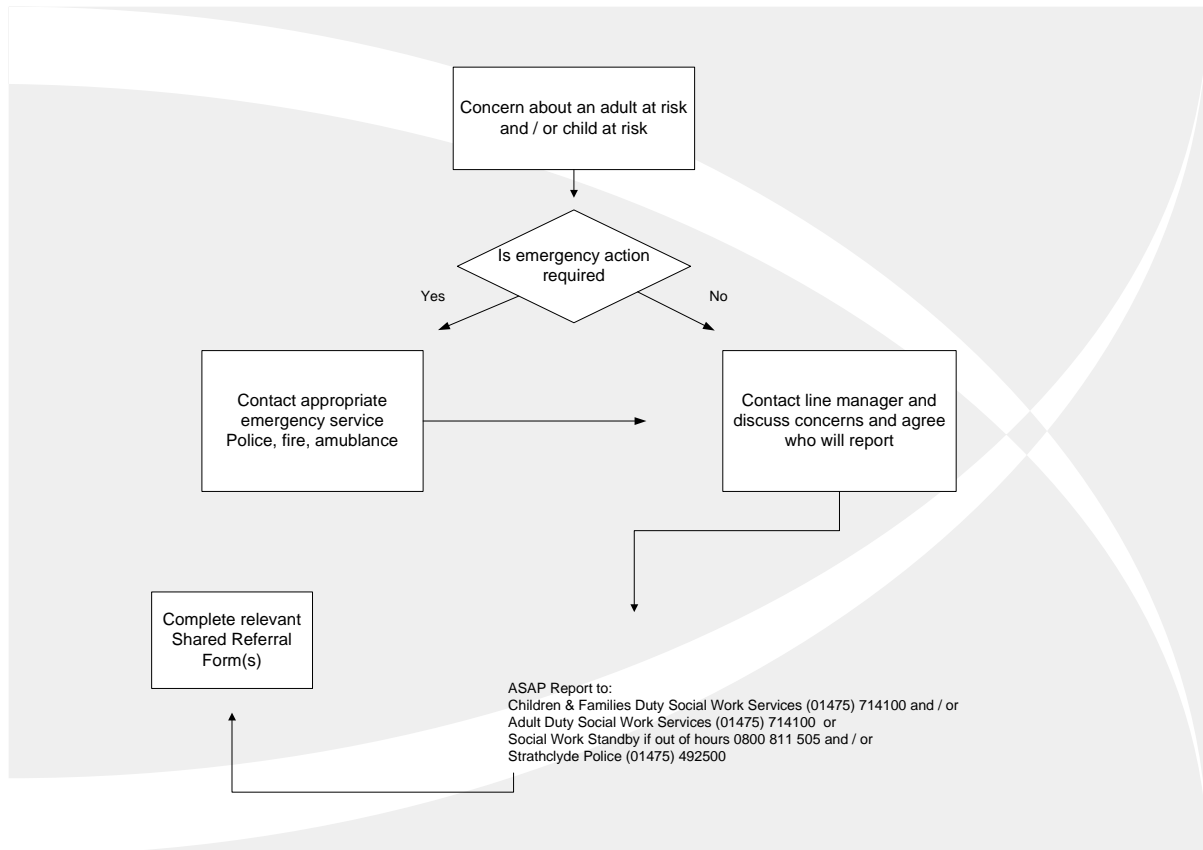 Concern about an adult at risk
and / or child at risk
Is emergency action
required
Yes
No
Contact appropriate
emergency service
Police, fire, amublance
Contact line manager and
discuss concerns and agree
who will report
ASAP Report to:
Children & Families Duty Social Work Services (01475) 714100 and / or
Adult Duty Social Work Services (01475) 714100  or
Social Work Standby if out of hours 0800 811 505 and / or
Strathclyde Police (01475) 492500
Complete relevant
Shared Referral
Form(s)